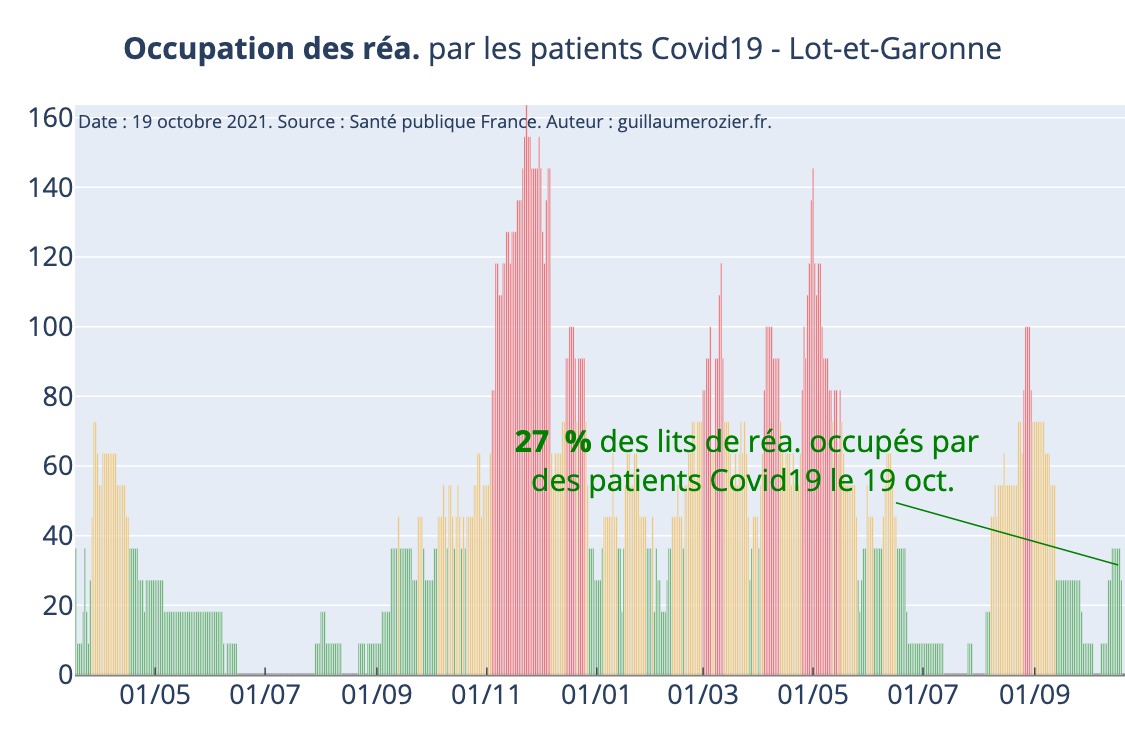 Occupation des réa. par les patients Covid19 - Lot-et-Garonne
160
Date : 19 octobre 2021. Source : Santé publique France. Auteur : guillaumerozier.fr.
140
120
100
80
27 % des lits de réa. occupés par
60
des patients Covid19 le 19 oct.
40
20
0
01/05 01/07 01/09 01/11 01/01 01/03 01/05 01/07 01/09